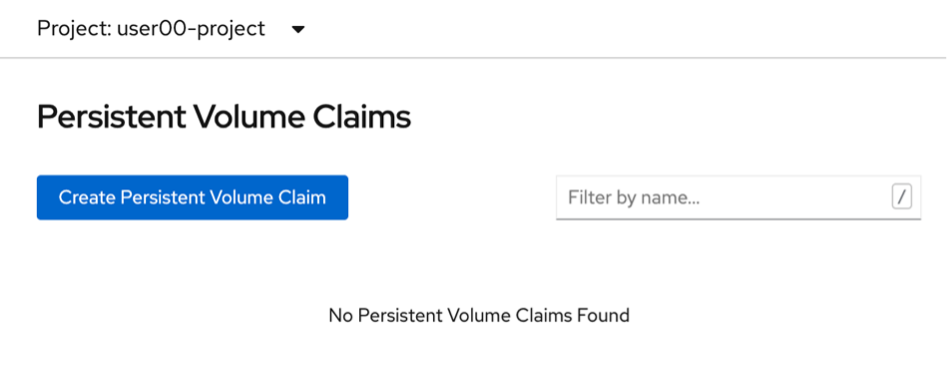 Project: user00-project
Persistent Volume Claims
Create Persistent Volume Claim
Filter by name...
/
No Persistent Volume Claims Found